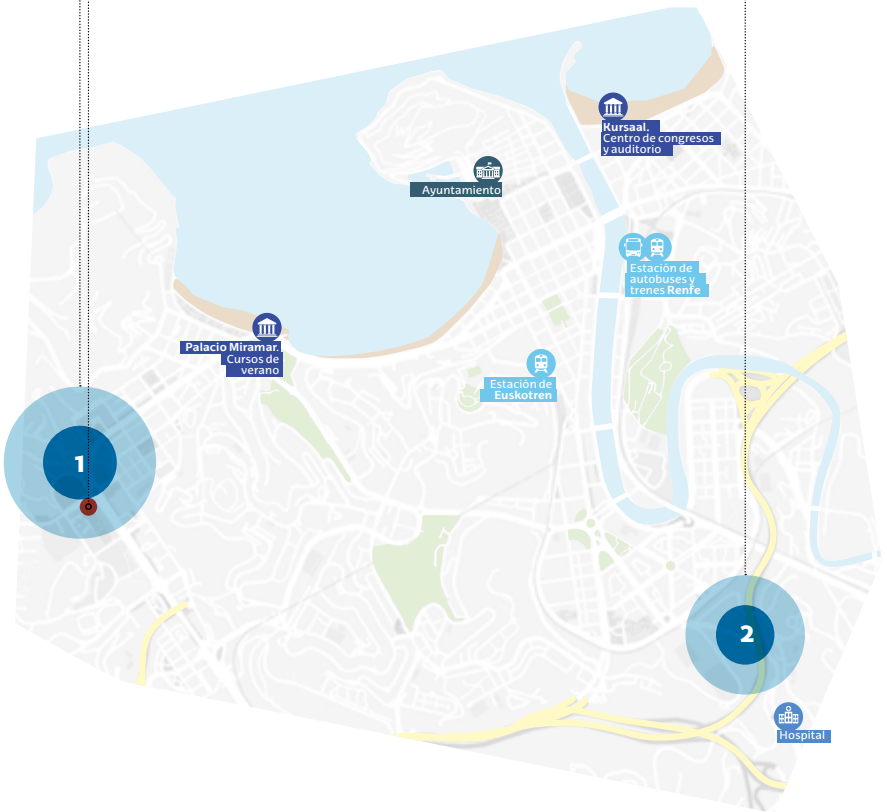 Kursaal.
Centro de congresos
y auditorio
Ayuntamiento
Estación de
autobuses y
trenes Renfe
Palacio Miramar.
Cursos de
verano
Estación de
Euskotren
1
2
Hospital